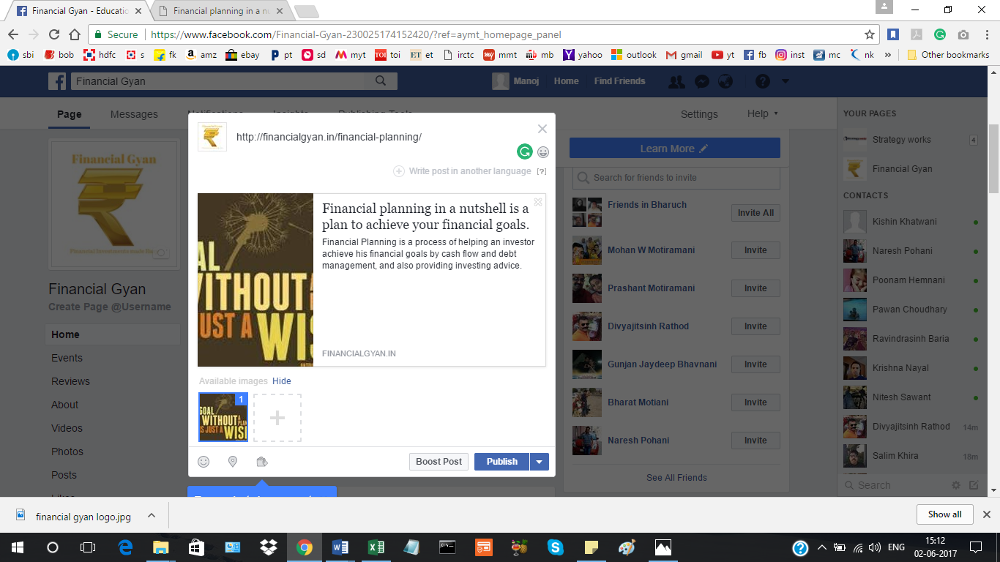 Financial Gyan - Educatio
Financial planning in a nu
Secure
https://www.facebook.com/Financial-Gyan-230025174152420/?ref=aymt_homepage_panel
sbi bob hdfc s fk amz ebay pt sd myt toi et irctc mmt mb yahoo outlook gmail yt fb inst mc nk » Other bookmarks
Financial Gyan
Manoj Home Find Friends
Page Messages Notifications Insights Publishing Tools Settings Help
http://financialgyan.in/financial-planning/
Write post in another language [?]
Financial planning in a nutshell is a
plan to achieve your financial goals.
Financial Planning is a process of helping an investor
achieve his financial goals by cash flow and debt
management, and also providing investing advice.
FINANCIALGYAN.IN
AL
WITHOUT
JUST A
WIS
Available images Hide
1
GOAL
WITHOUT A PLAN
IS JUST A WISH
Boost Post Publish
Financial Gyan
Financial Gyan
Create Page @Username
Home
Events
Reviews
About
Videos
Photos
Posts
Likes
Learn More
Search for friends to invite
Friends in Bharuch Invite All
Mohan W Motiramani Invite
Prashant Motiramani Invite
Divyajitsinh Rathod Invite
Gunjan Jaydeep Bhavnani Invite
Bharat Motiani Invite
Naresh Pohani Invite
See All Friends
YOUR PAGES
Strategy works 4
Financial Gyan
CONTACTS
Kishin Khatwani
Naresh Pohani
Poonam Hemnani
Pawan Choudhary
Ravindrasinh Baria
Krishna Nayal
Nitesh Sawant
Divyajitsinh Rathod 14m
Salim Khira 18m
Search
financial gyan logo.jpg
Show all
ENG
15:12
02-06-2017